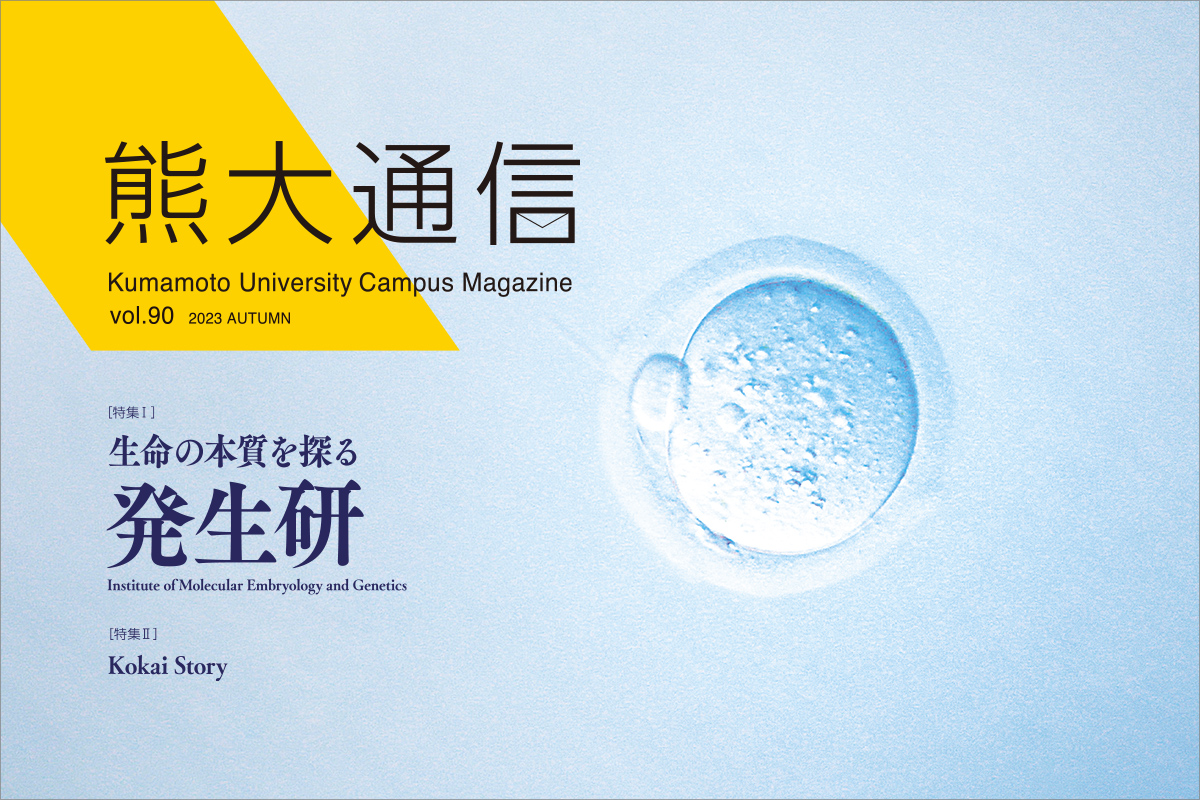 熊大通信
Kumamoto University Campus Magazine
vol.90 2023 AUTUMN
[特集Ⅰ]
生命の本質を探る
発生研
Institute of Molecular Embryology and Genetics
[特集Ⅱ]
Kokai Story